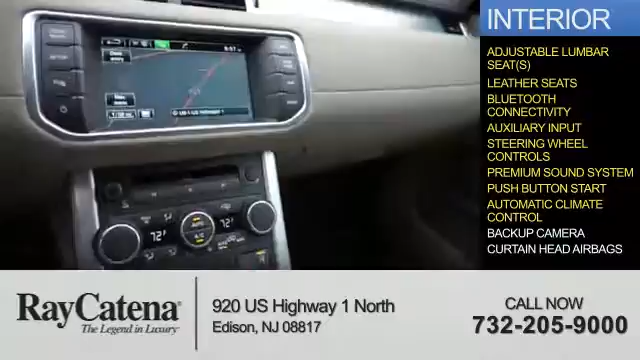 INTERIOR
ADJUSTABLE LUMBAR
SEAT(S)
LEATHER SEATS
BLUETOOTH
CONNECTIVITY
AUXILIARY INPUT
STEERING WHEEL
CONTROLS
PREMIUM SOUND SYSTEM
PUSH BUTTON START
AUTOMATIC CLIMATE
CONTROL
BACKUP CAMERA
CURTAIN HEAD AIRBAGS
72°
AUTO
A/C
72°
RayCatena®
The Legend in Luxury
920 US Highway 1 North
Edison, NJ 08817
CALL NOW
732-205-9000